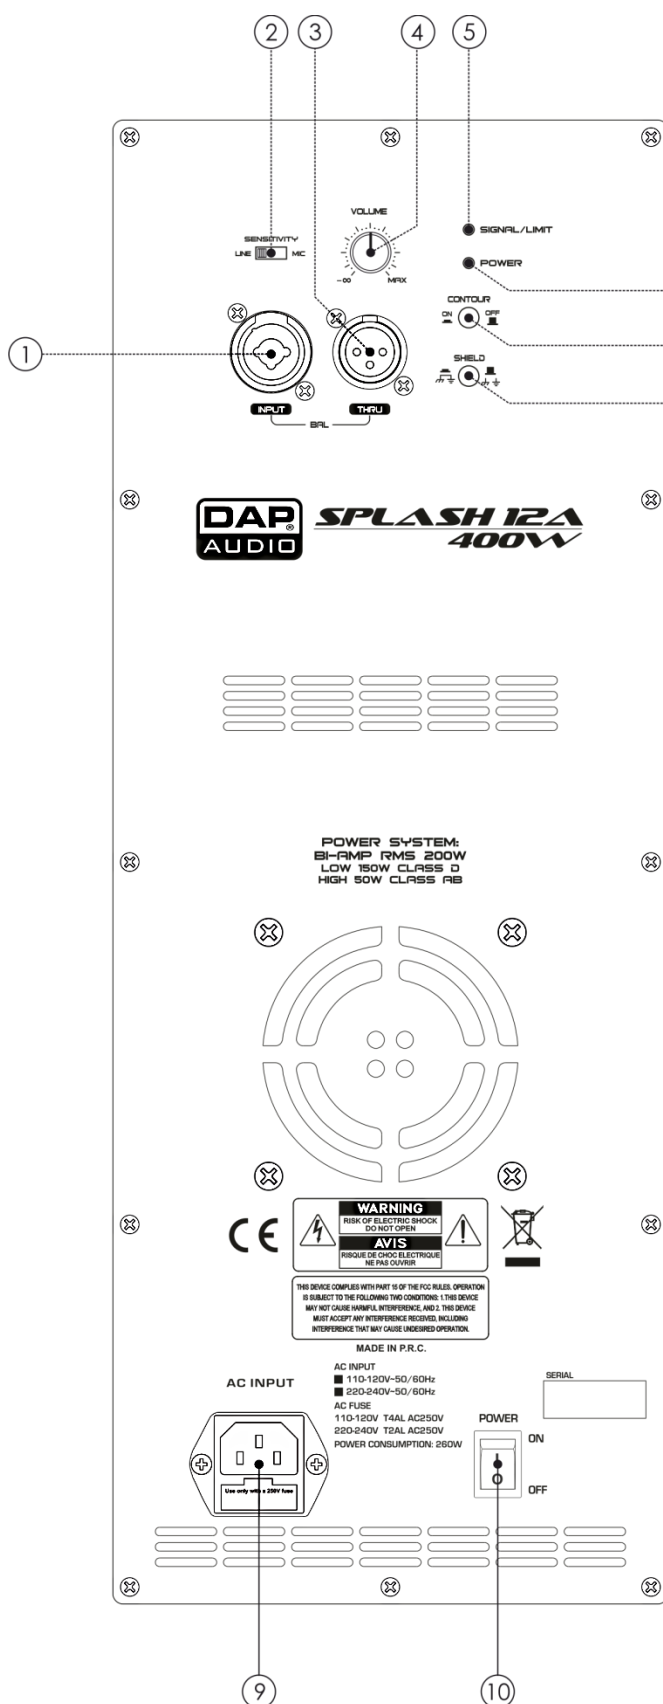 2 3 4 5
VOLUME
SENSITIVITY
LINE MIC
-∞ MAX
SIGNAL/LIMIT
POWER
CONTOUR
ON OFF
SHIELD
1
INPUT THRU
BAL
DAP®
AUDIO
SPLASH 12A
400W
POWER SYSTEM:
BI-AMP RMS 200W
LOW 150W CLASS D
HIGH 50W CLASS AB
CE
WARNING
RISK OF ELECTRIC SHOCK
DO NOT OPEN
AVIS
RISQUE DE CHOC ELECTRIQUE
NE PAS OUVRIR
THIS DEVICE COMPLIES WITH PART 15 OF THE FCC RULES. OPERATION
IS SUBJECT TO THE FOLLOWING TWO CONDITIONS: 1. THIS DEVICE
MAY NOT CAUSE HARMFUL INTERFERENCE, AND 2. THIS DEVICE
MUST ACCEPT ANY INTERFERENCE RECEIVED, INCLUDING
INTERFERENCE THAT MAY CAUSE UNDESIRED OPERATION.
MADE IN P.R.C.
AC INPUT
AC INPUT
■ 110-120V~50/60Hz
■ 220-240V~50/60Hz
AC FUSE
110-120V T4AL AC250V
220-240V T2AL AC250V
POWER CONSUMPTION: 260W
SERIAL
POWER
ON
I
O
OFF
Use only with a 250V fuse
9 10